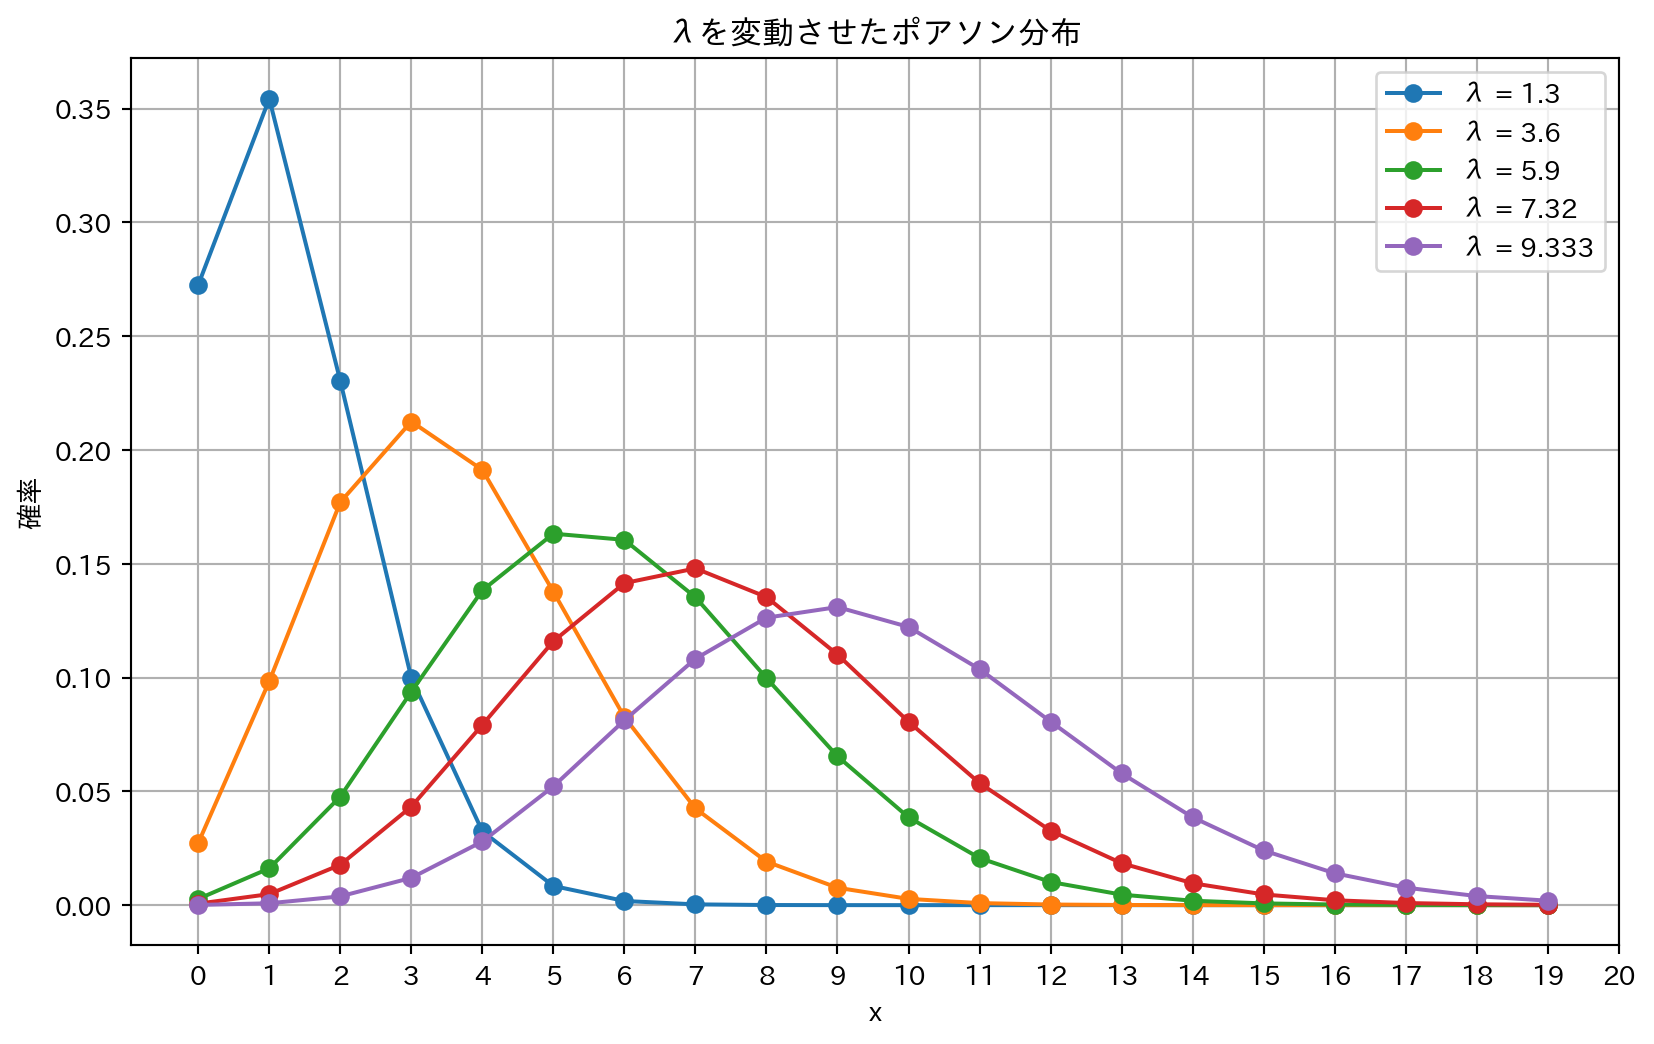 λを変動させたポアソン分布
λ = 1.3
λ = 3.6
λ = 5.9
λ = 7.32
λ = 9.333
確率
0.35
0.30
0.25
0.20
0.15
0.10
0.05
0.00
0 1 2 3 4 5 6 7 8 9 10 11 12 13 14 15 16 17 18 19 20
x